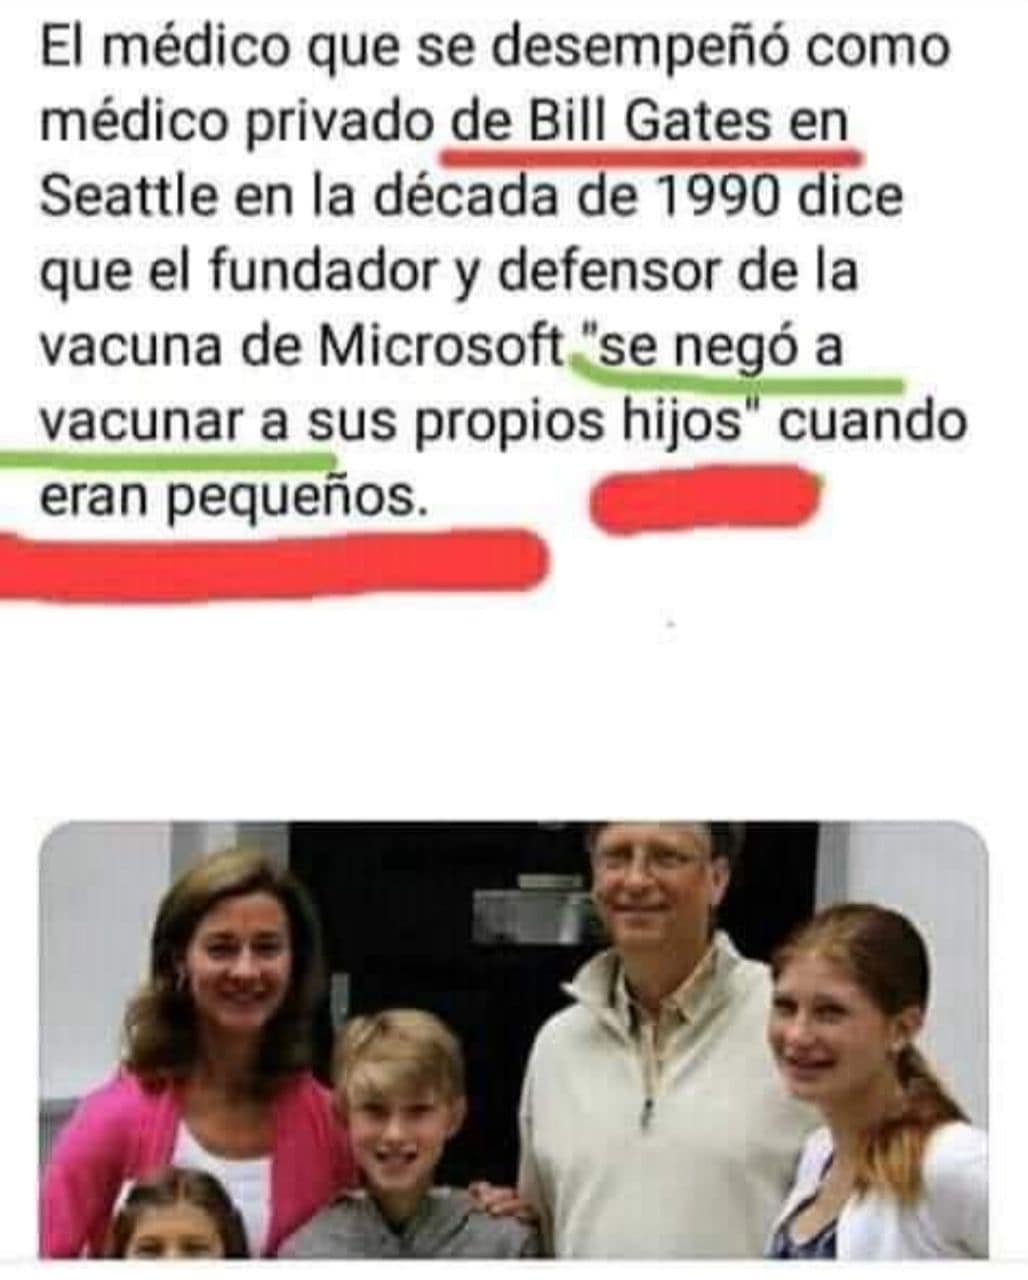 El médico que se desempeñó como
médico privado de Bill Gates en
Seattle en la década de 1990 dice
que el fundador y defensor de la
vacuna de Microsoft "se negó a
vacunar a sus propios hijos" cuando
eran pequeños.